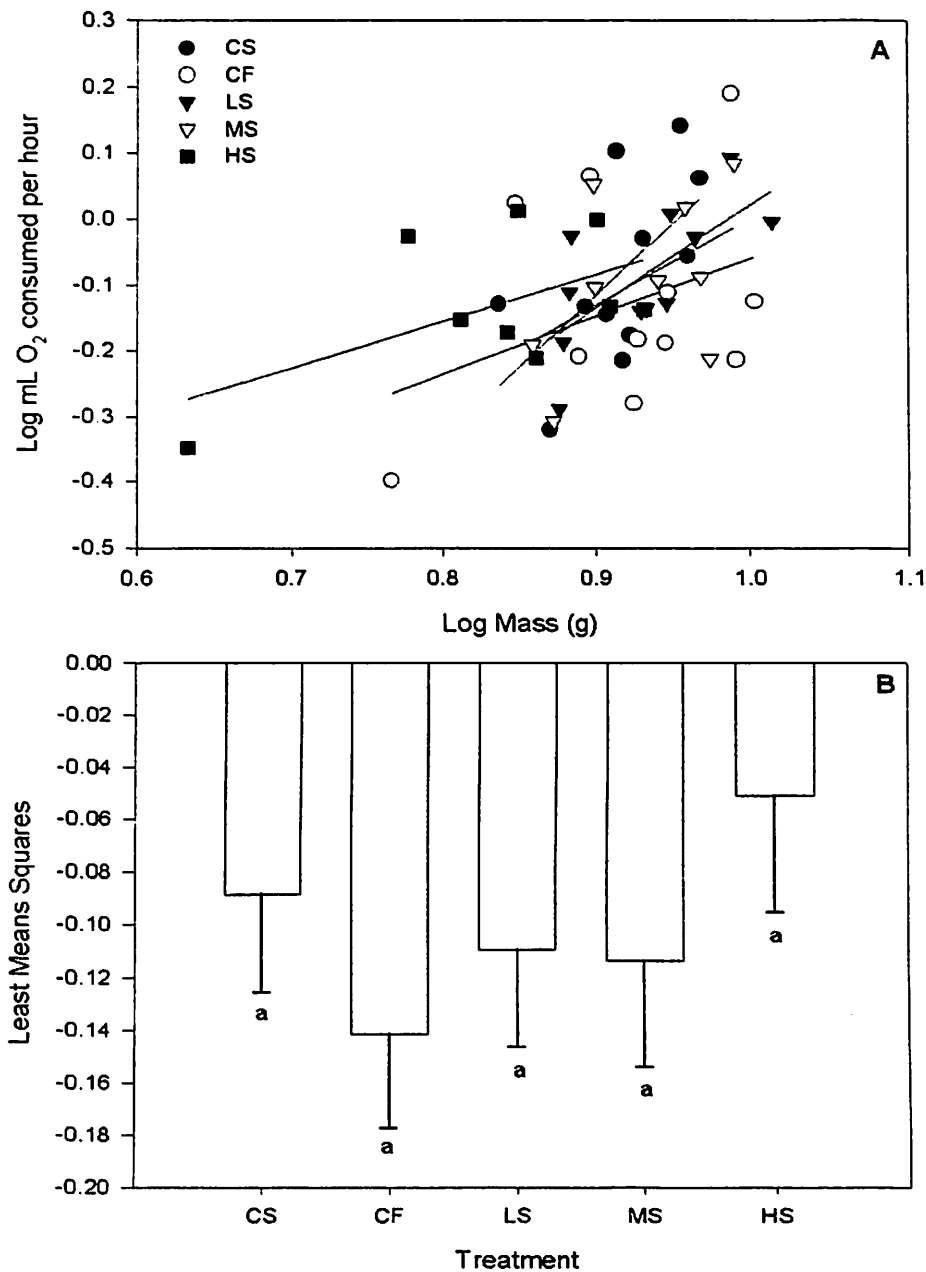 A
CS
CF
LS
MS
HS
0.3
0.2
0.1
0.0
-0.1
-0.2
-0.3
-0.4
-0.5
Log mL O2 consumed per hour
0.6 0.7 0.8 0.9 1.0 1.1
Log Mass (g)
B
0.00
-0.02
-0.04
-0.06
-0.08
-0.10
-0.12
-0.14
-0.16
-0.18
-0.20
Least Means Squares
a a a a a
CS CF LS MS HS
Treatment